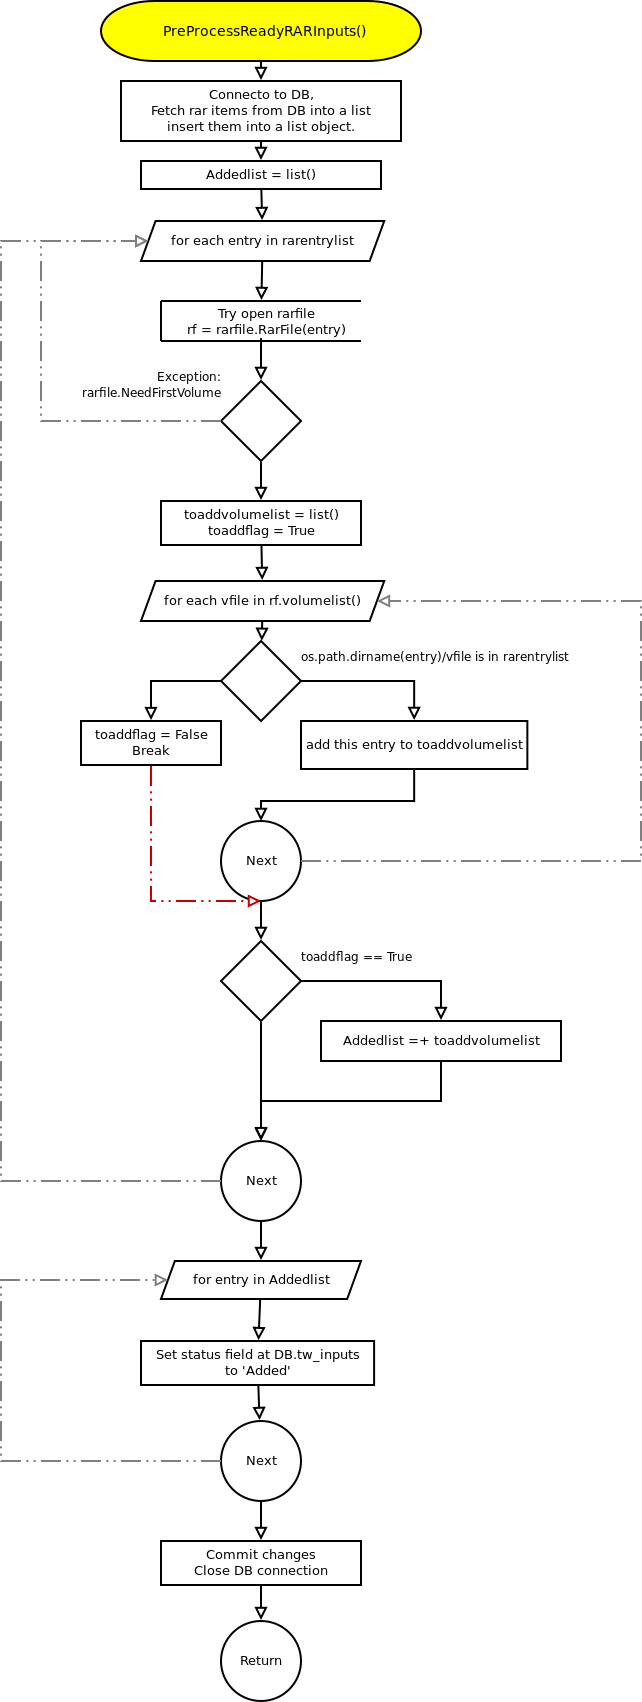 PreProcessReadyRARInputs()
Connecto to DB,
Fetch rar items from DB into a list
insert them into a list object.
Addedlist = list()
for each entry in rarentrylist
Try open rarfile
rf = rarfile.RarFile(entry)
Exception:
rarfile.NeedFirstVolume
toaddvolumelist = list()
toaddflag = True
for each vfile in rf.volumelist()
os.path.dirname(entry)/vfile is in rarentrylist
toaddflag = False
Break
add this entry to toaddvolumelist
Next
toaddflag == True
Addedlist =+ toaddvolumelist
Next
for entry in Addedlist
Set status field at DB.tw_inputs
to 'Added'
Next
Commit changes
Close DB connection
Return